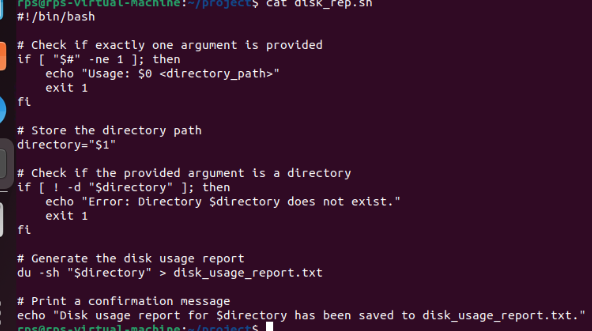 rps@rps-virtual-machine:~/project$ cat disk_rep.sh
#!/bin/bash

# Check if exactly one argument is provided
if [ "$#" -ne 1 ]; then
    echo "Usage: $0 <directory_path>"
    exit 1
fi

# Store the directory path
directory="$1"

# Check if the provided argument is a directory
if [ ! -d "$directory" ]; then
    echo "Error: Directory $directory does not exist."
    exit 1
fi

# Generate the disk usage report
du -sh "$directory" > disk_usage_report.txt

# Print a confirmation message
echo "Disk usage report for $directory has been saved to disk_usage_report.txt."
rps@rps-virtual-machine:~/project$